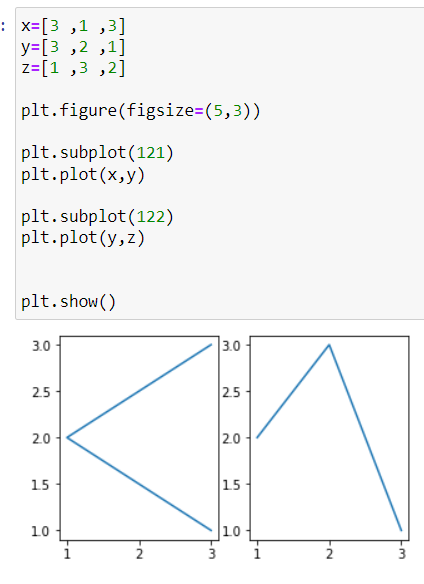 :
x=[3 ,1 ,3]
y=[3 ,2 ,1]
z=[1 ,3 ,2]
plt.figure(figsize=(5,3))
plt.subplot(121)
plt.plot(x,y)
plt.subplot(122)
plt.plot(y,z)
plt.show()
3.0
2.5
2.0
1.5
1.0
1 2 3
3.0
2.5
2.0
1.5
1.0
1 2 3